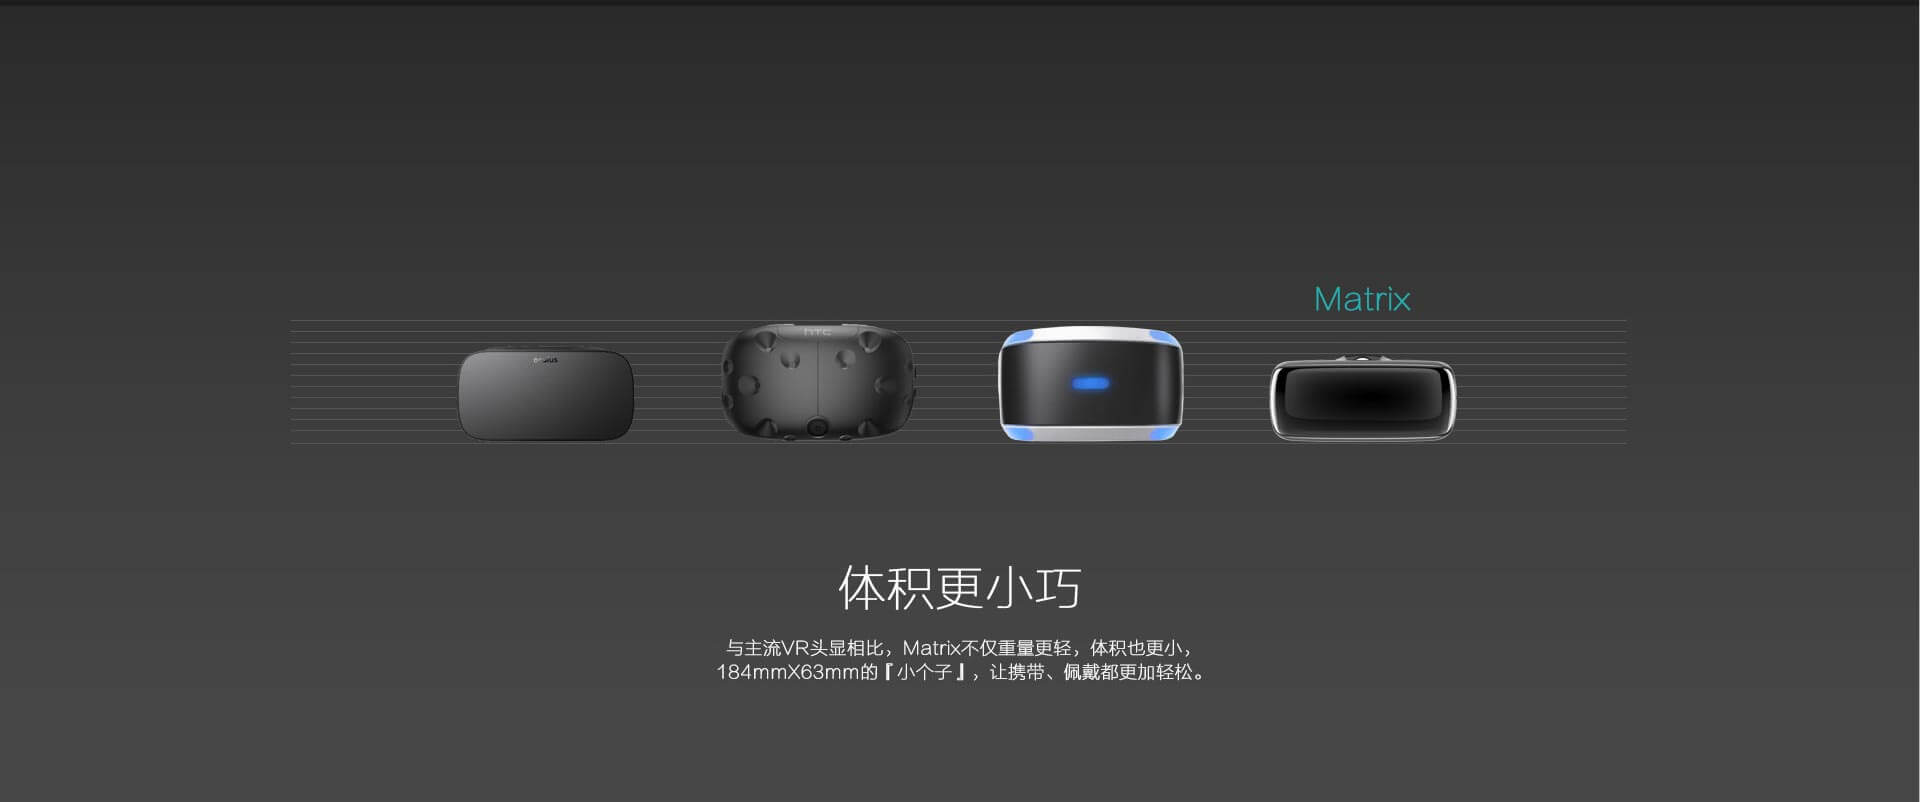 Matrix
oculus
hTC
体积更小巧
与主流VR头显相比，Matrix不仅重量更轻，体积也更小，
184mmX63mm的『小个子』，让携带、佩戴都更加轻松。